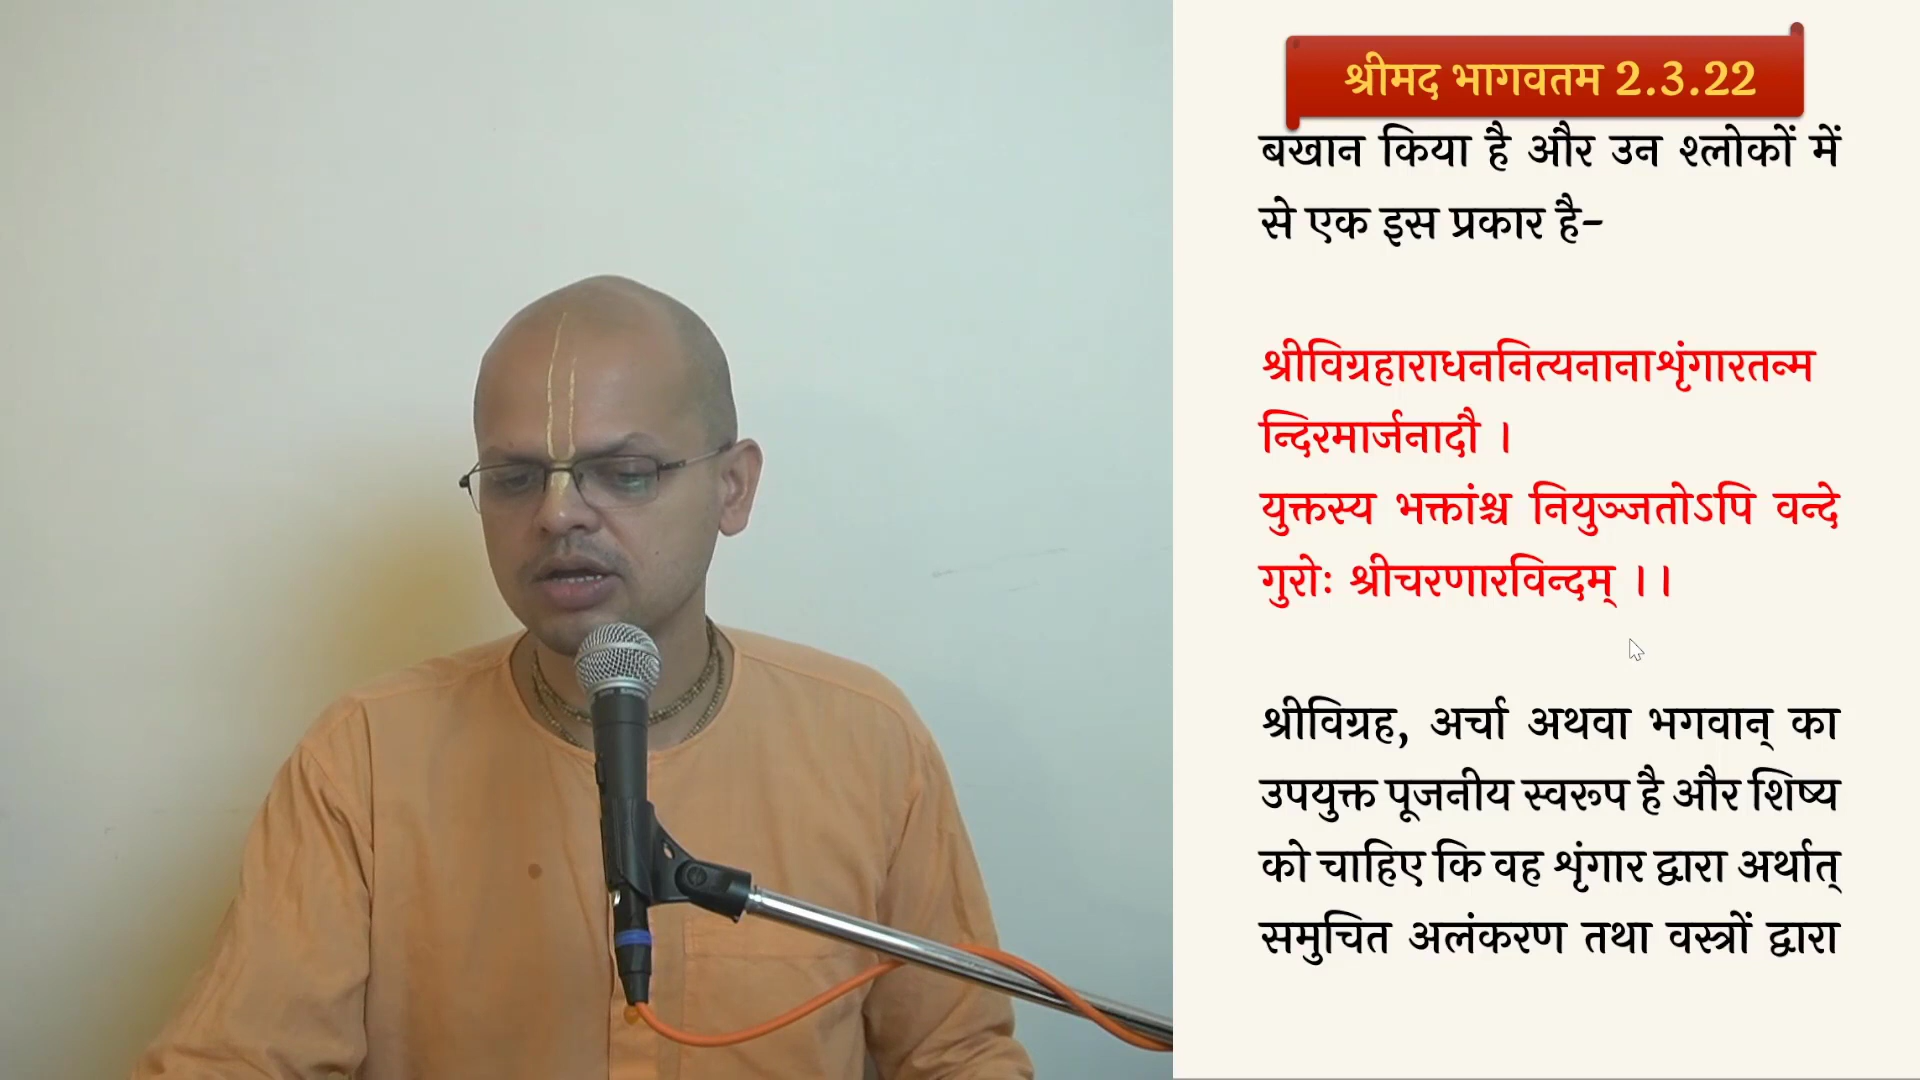 श्रीमद भागवतम 2.3.22
बखान किया है और उन श्लोकों में
से एक इस प्रकार है-
श्रीविग्रहाराधननित्यनानाशृंगारतन्म
न्दिरमार्जनादौ ।
युक्तस्य भक्तांश्च नियुञ्जतोऽपि वन्दे
गुरोः श्रीचरणारविन्दम् ।।
श्रीविग्रह, अर्चा अथवा भगवान् का
उपयुक्त पूजनीय स्वरूप है और शिष्य
को चाहिए कि वह शृंगार द्वारा अर्थात्
समुचित अलंकरण तथा वस्त्रों द्वारा